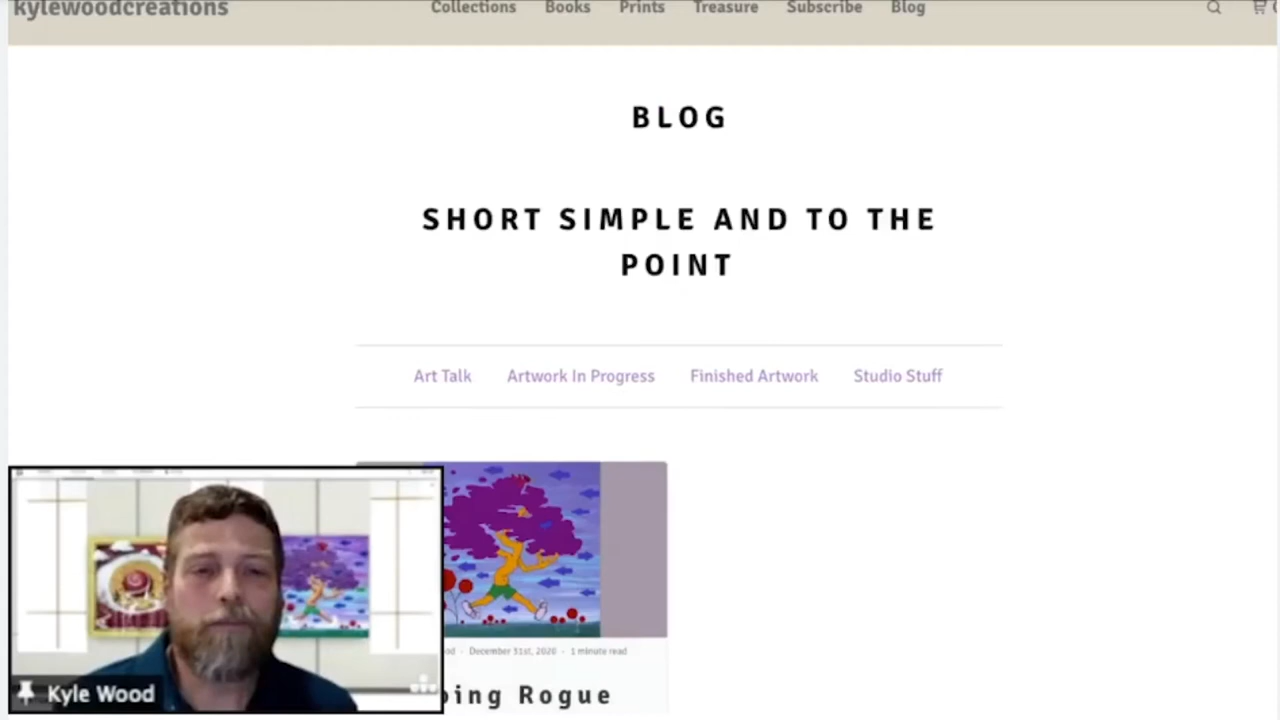 kylewoodcreations
Collections Books Prints Treasure Subscribe Blog
BLOG
SHORT SIMPLE AND TO THE
POINT
Art Talk Artwork In Progress Finished Artwork Studio Stuff
December 31st, 2020 · 1 minute read
Rogue
Kyle Wood